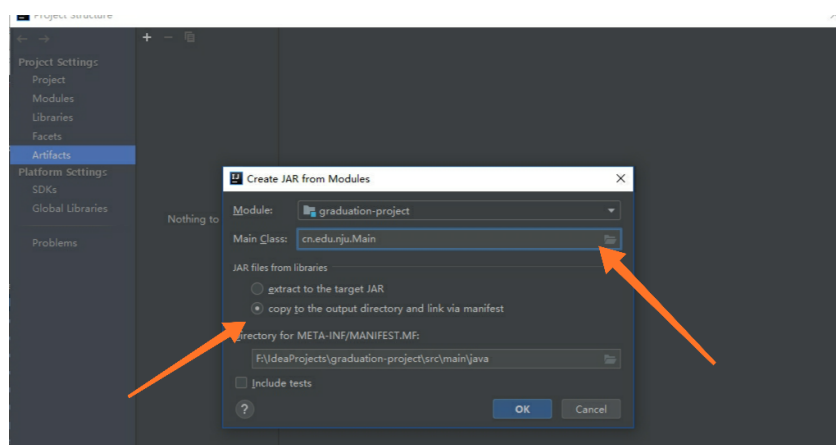 Project Structure
Project Settings
Project
Modules
Libraries
Facets
Artifacts
Platform Settings
SDKs
Global Libraries
Problems
Nothing to
Create JAR from Modules
Module: graduation-project
Main Class: cn.edu.nju.Main
JAR files from libraries
extract to the target JAR
copy to the output directory and link via manifest
Directory for META-INF/MANIFEST.MF:
F:\IdeaProjects\graduation-project\src\main\java
Include tests
? OK Cancel